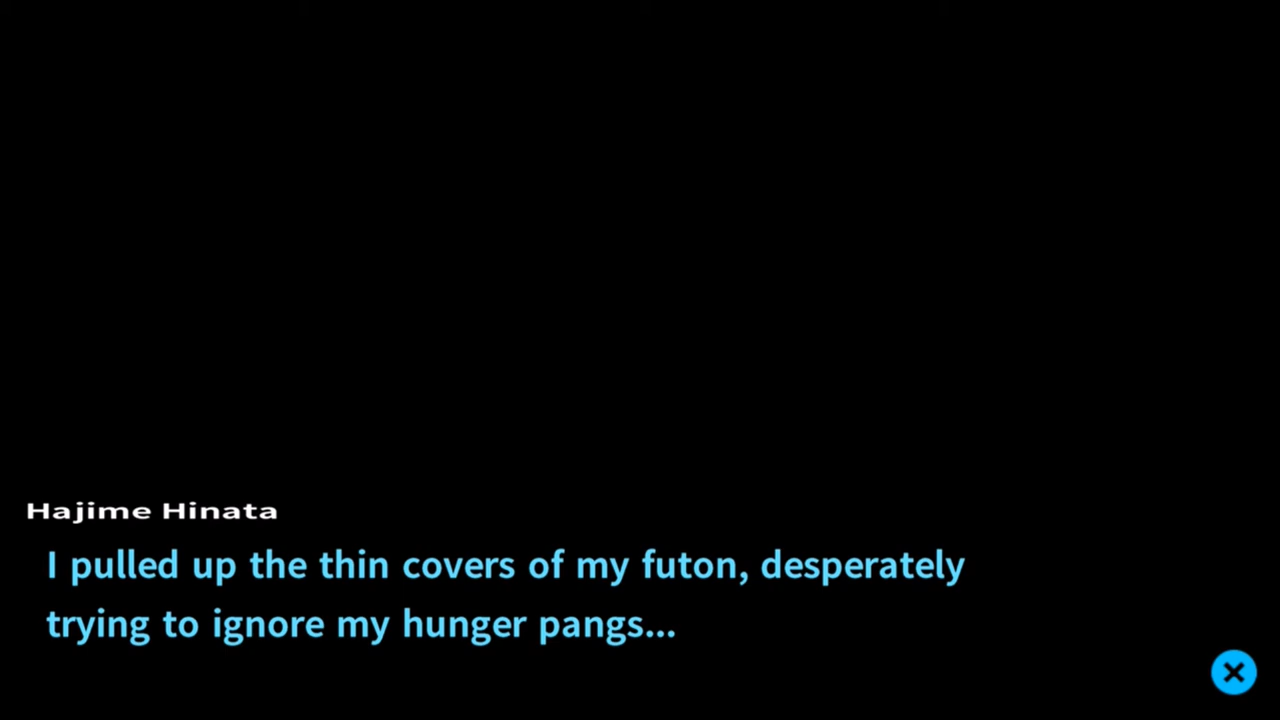 Hajime Hinata
I pulled up the thin covers of my futon, desperately
trying to ignore my hunger pangs...